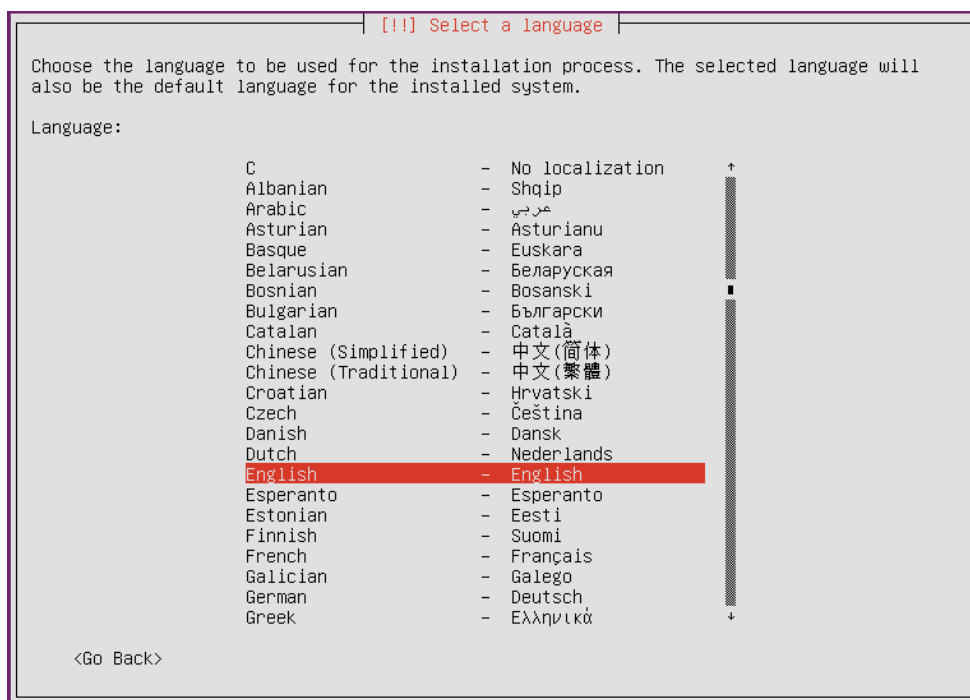 [!!] Select a language
Choose the language to be used for the installation process. The selected language will
also be the default language for the installed system.
Language:
C - No localization
Albanian - Shqip
Arabic - عربي
Asturian - Asturianu
Basque - Euskara
Belarusian - Беларуская
Bosnian - Bosanski
Bulgarian - Български
Catalan - Català
Chinese (Simplified) - 中文(简体)
Chinese (Traditional) - 中文(繁體)
Croatian - Hrvatski
Czech - Čeština
Danish - Dansk
Dutch - Nederlands
English - English
Esperanto - Esperanto
Estonian - Eesti
Finnish - Suomi
French - Français
Galician - Galego
German - Deutsch
Greek - Ελληνικά
<Go Back>